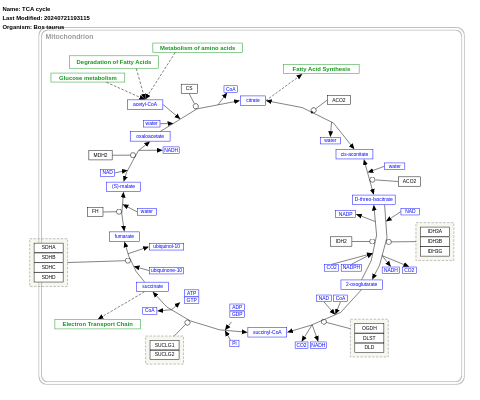 Name: TCA cycle
Last Modified: 20240721193115
Organism: Bos taurus
Mitochondrion
Metabolism of amino acids
Degradation of Fatty Acids
Fatty Acid Synthesis
Glucose metabolism
CS
CoA
acetyl-CoA
citrate
ACO2
water
oxaloacetate
water
NADH
MDH2
cis-aconitate
NAD
water
ACO2
(S)-malate
D-threo-Isocitrate
FH
water
NADP
NAD
fumarate
IDH3A
IDH3B
IDH3G
IDH2
SDHA
SDHB
SDHC
SDHD
ubiquinol-10
ubiquinone-10
CO2
NADPH
NADH
CO2
succinate
2-oxoglutarate
ATP
GTP
NAD
CoA
CoA
ADP
GDP
Electron Transport Chain
succinyl-CoA
OGDH
DLST
DLD
SUCLG1
SUCLG2
Pi
CO2
NADH